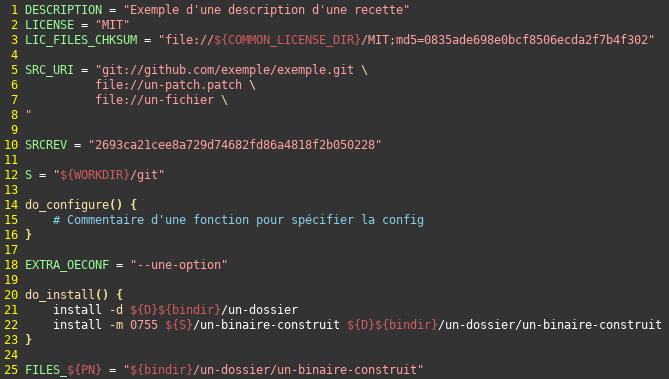 1 DESCRIPTION = "Exemple d'une description d'une recette"
2 LICENSE = "MIT"
3 LIC_FILES_CHKSUM = "file://${COMMON_LICENSE_DIR}/MIT;md5=0835ade698e0bcf8506ecda2f7b4f302"
4
5 SRC_URI = "git://github.com/exemple/exemple.git \
6           file://un-patch.patch \
7           file://un-fichier \
8 "
9
10 SRCREV = "2693ca21cee8a729d74682fd86a4818f2b050228"
11
12 S = "${WORKDIR}/git"
13
14 do_configure() {
15     # Commentaire d'une fonction pour spécifier la config
16 }
17
18 EXTRA_OECONF = "--une-option"
19
20 do_install() {
21     install -d ${D}${bindir}/un-dossier
22     install -m 0755 ${S}/un-binaire-construit ${D}${bindir}/un-dossier/un-binaire-construit
23 }
24
25 FILES_${PN} = "${bindir}/un-dossier/un-binaire-construit"